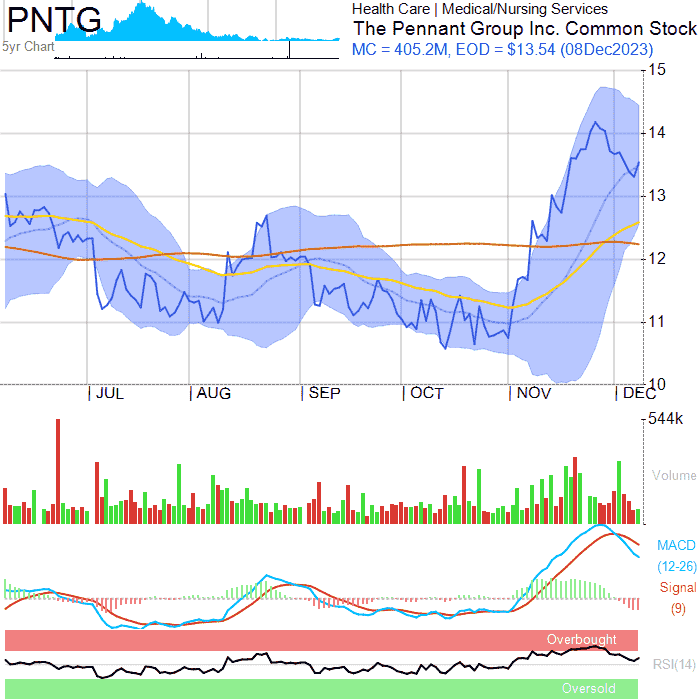 PNTG
5yr Chart
Health Care | Medical/Nursing Services
The Pennant Group Inc. Common Stock
MC = 405.2M, EOD = $13.54 (08Dec2023)
15
14
13
12
11
10
JUL AUG SEP OCT NOV DEC
544k
Volume
MACD
(12-26)
Signal
(9)
Overbought
RSI(14)
Oversold